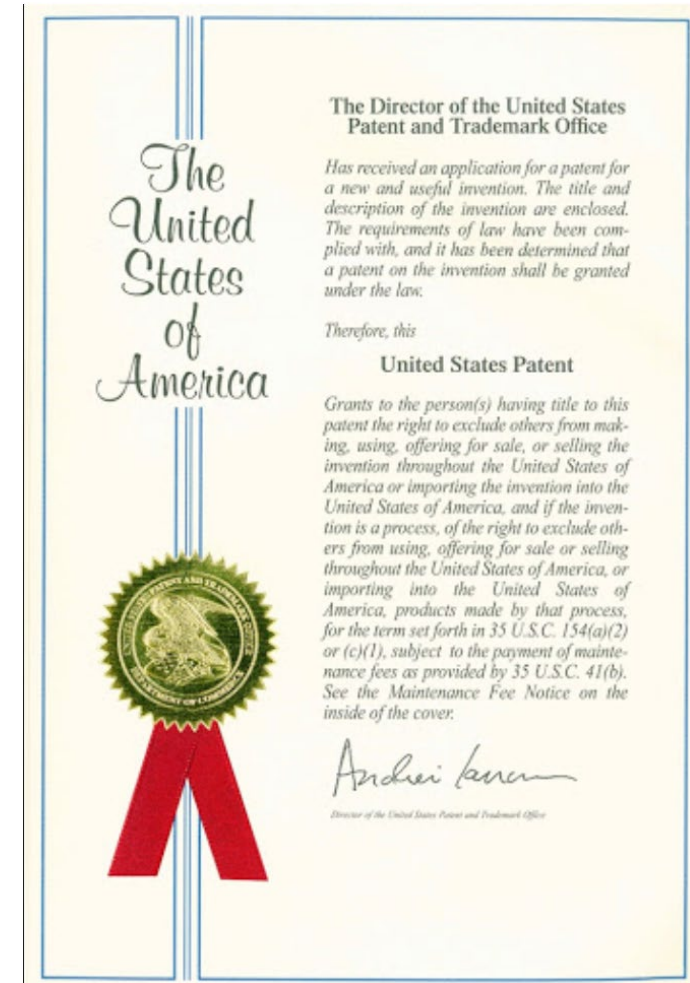 The
United
States
of
America
The Director of the United States
Patent and Trademark Office
Has received an application for a patent for
a new and useful invention. The title and
description of the invention are enclosed.
The requirements of law have been com-
plied with, and it has been determined that
a patent on the invention shall be granted
under the law.
Therefore, this
United States Patent
Grants to the person(s) having title to this
patent the right to exclude others from mak-
ing, using, offering for sale, or selling the
invention throughout the United States of
America or importing the invention into the
United States of America, and if the inven-
tion is a process, of the right to exclude oth-
ers from using, offering for sale or selling
throughout the United States of America, or
importing into the United States of
America, products made by that process,
for the term set forth in 35 U.S.C. 154(a)(2)
or (c)(1), subject to the payment of mainte-
nance fees as provided by 35 U.S.C. 41(b).
See the Maintenance Fee Notice on the
inside of the cover.
UNITED STATES PATENT AND TRADEMARK OFFICE
DEPARTMENT OF COMMERCE
Andrei
Director of the United States Patent and Trademark Office